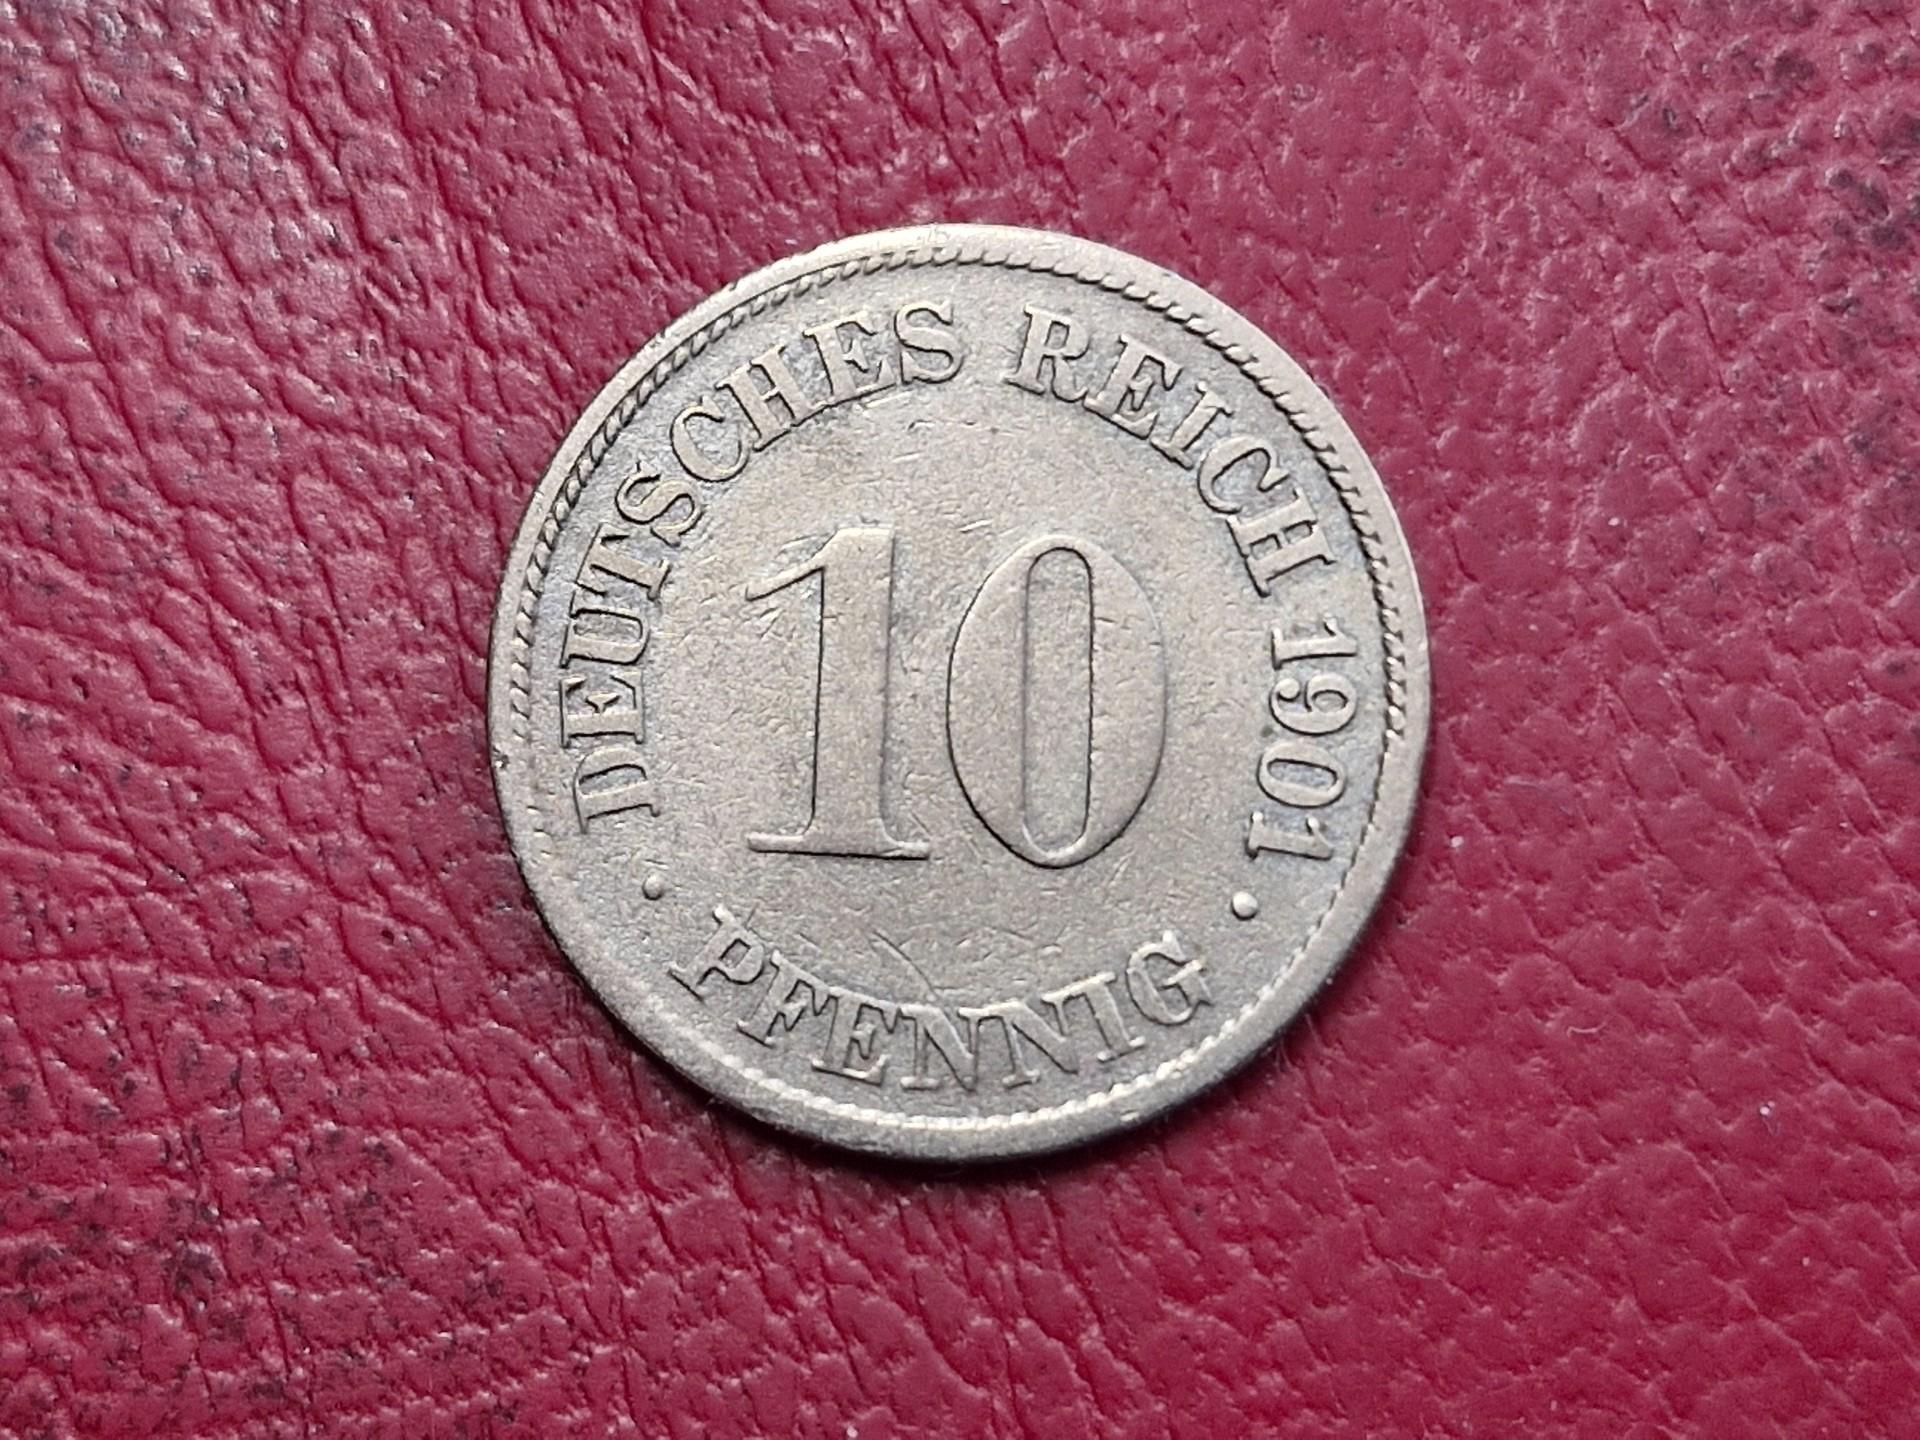 DEUTSCHES REICH 1901
10
• PFENNIG •